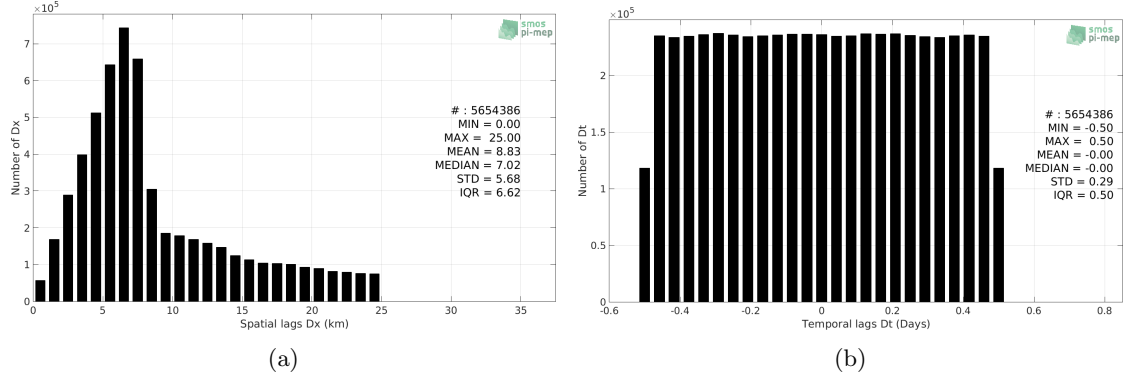 ×10⁵
smos
pi-mep
7
6
5
4
3
2
1
0
Number of Dx
# : 5654386
MIN = 0.00
MAX = 25.00
MEAN = 8.83
MEDIAN = 7.02
STD = 5.68
IQR = 6.62
0 5 10 15 20 25 30 35
Spatial lags Dx (km)
(a)
×10⁵
smos
pi-mep
2
1.5
1
0.5
0
Number of Dt
# : 5654386
MIN = -0.50
MAX = 0.50
MEAN = -0.00
MEDIAN = -0.00
STD = 0.29
IQR = 0.50
-0.6 -0.4 -0.2 0 0.2 0.4 0.6 0.8
Temporal lags Dt (Days)
(b)